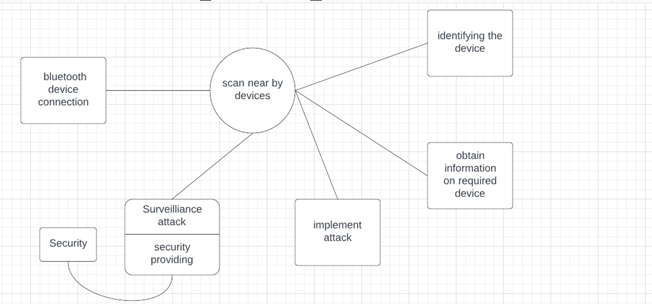 identifying the
device
bluetooth
device
connection
scan near by
devices
obtain
information
on required
device
Surveilliance
attack
security
providing
Security
implement
attack